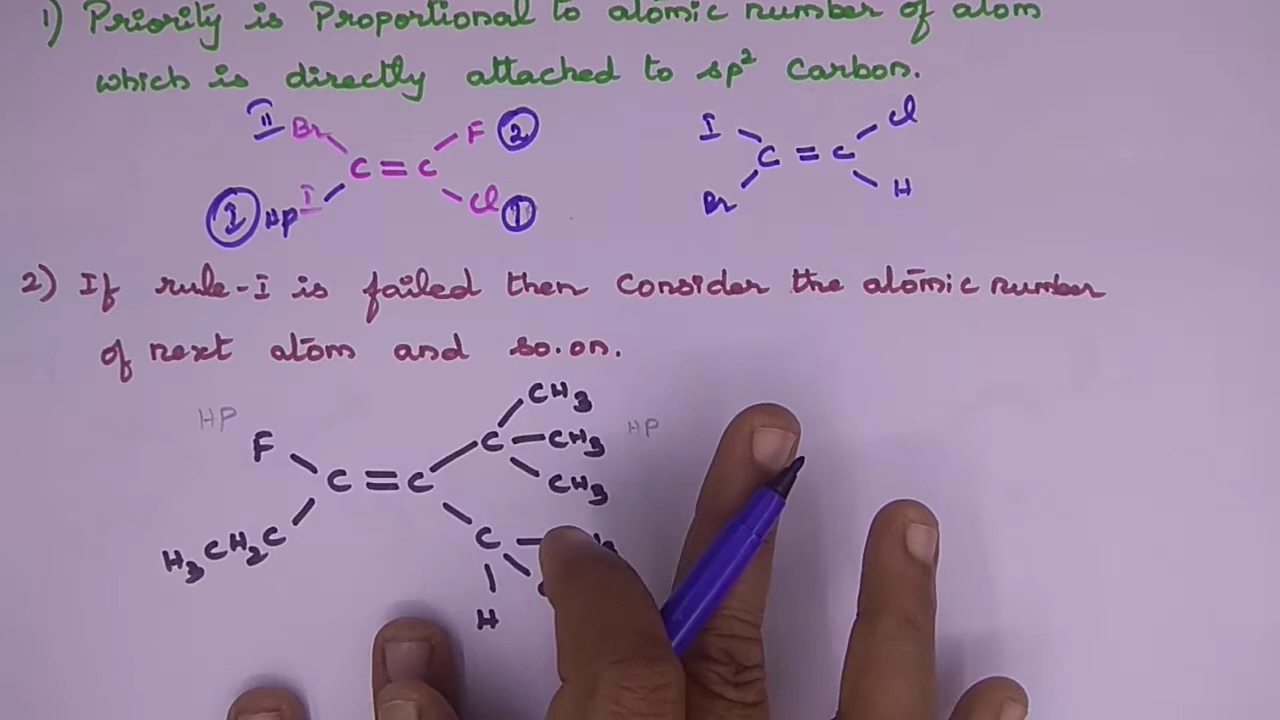 1) Priority is Proportional to atomic number of atom
which is directly attached to sp² carbon.
II Br F 2
C = C
I HP I Cl 1
I Cl
C = C
Br H
2) If rule-I is failed then consider the atomic number
of next atom and so.on.
HP CH3
F C CH3 HP
C = C CH3
H3CH2C C
H